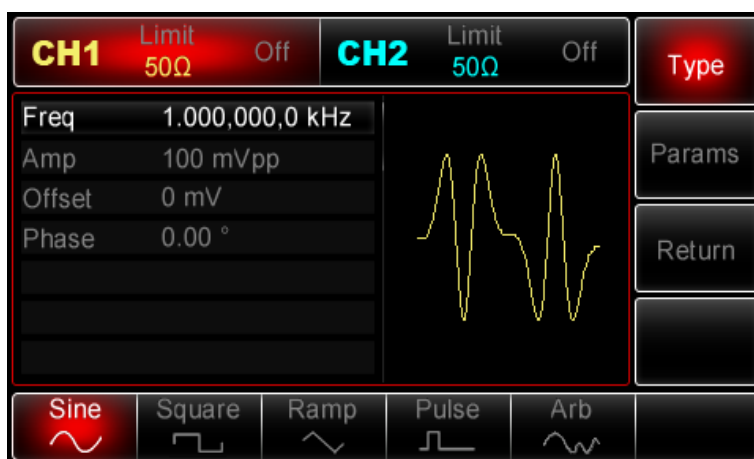 CH1 Limit Off 50Ω
CH2 Limit Off 50Ω
Type
Freq 1.000,000,0 kHz
Amp 100 mVpp
Offset 0 mV
Phase 0.00 °
Params
Return
Sine Square Ramp Pulse Arb